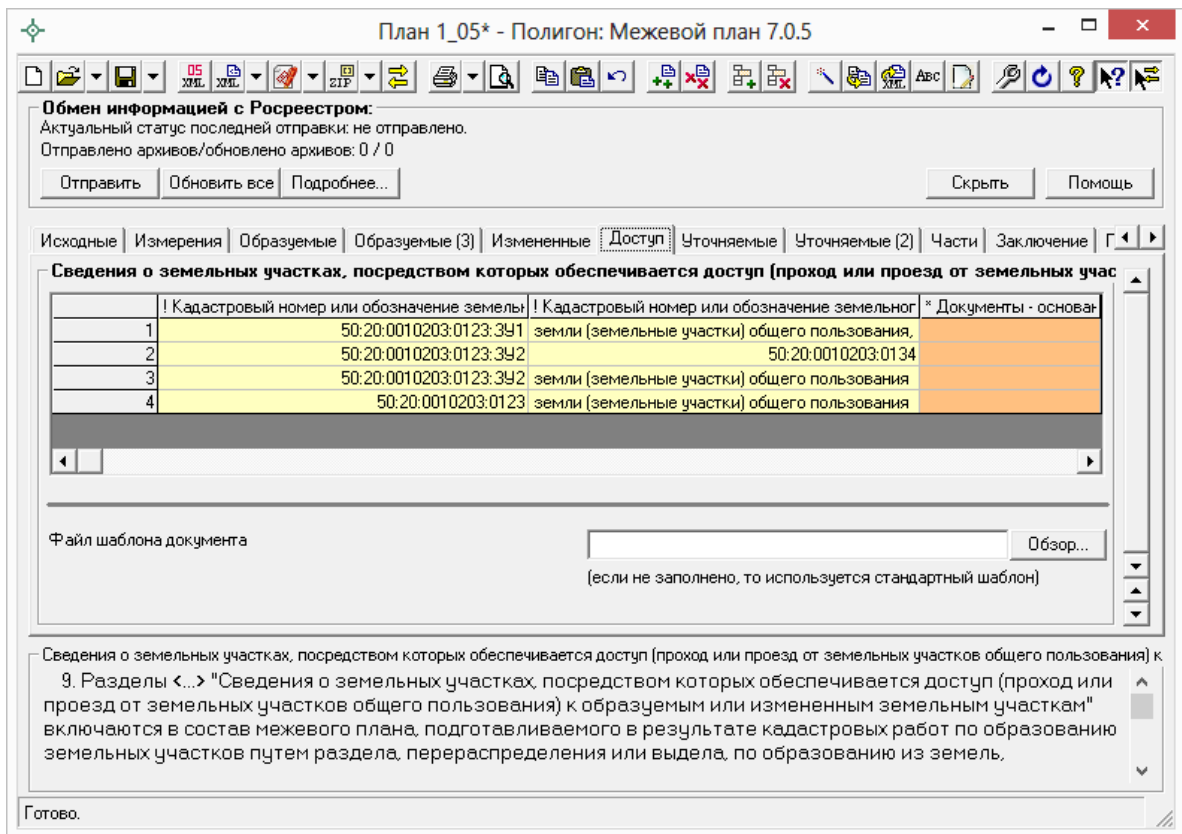 План 1_05* - Полигон: Межевой план 7.0.5
05 XML XML ZIP ABC ? ?
Обмен информацией с Росреестром:
Актуальный статус последней отправки: не отправлено.
Отправлено архивов/обновлено архивов: 0 / 0
Отправить Обновить все Подробнее... Скрыть Помощь
Исходные Измерения Образуемые Образуемые (3) Измененные Доступ Уточняемые Уточняемые (2) Части Заключение
Сведения о земельных участках, посредством которых обеспечивается доступ (проход или проезд от земельных учас
! Кадастровый номер или обозначение земельн ! Кадастровый номер или обозначение земельног * Документы - основан
1 50:20:0010203:0123:ЗУ1 земли (земельные участки) общего пользования,
2 50:20:0010203:0123:ЗУ2 50:20:0010203:0134
3 50:20:0010203:0123:ЗУ2 земли (земельные участки) общего пользования
4 50:20:0010203:0123 земли (земельные участки) общего пользования
Файл шаблона документа Обзор...
(если не заполнено, то используется стандартный шаблон)
Сведения о земельных участках, посредством которых обеспечивается доступ (проход или проезд от земельных участков общего пользования) к
9. Разделы <...> "Сведения о земельных участках, посредством которых обеспечивается доступ (проход или
проезд от земельных участков общего пользования) к образуемым или измененным земельным участкам"
включаются в состав межевого плана, подготавливаемого в результате кадастровых работ по образованию
земельных участков путем раздела, перераспределения или выдела, по образованию из земель,
Готово.